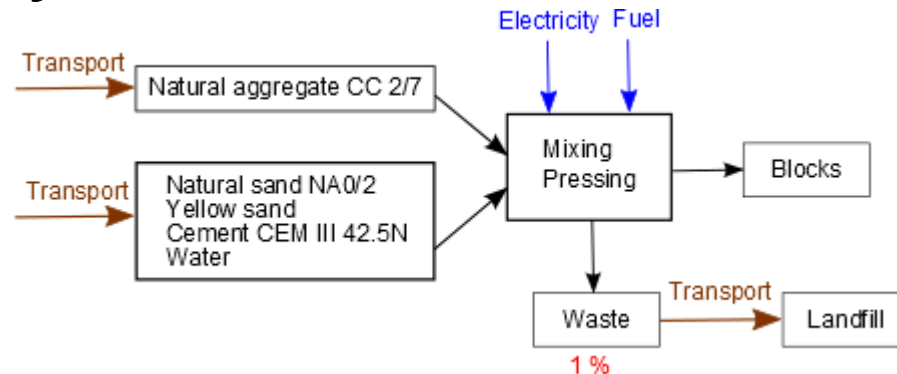 Electricity Fuel
Transport
Natural aggregate CC 2/7
Mixing
Pressing
Blocks
Transport
Natural sand NA0/2
Yellow sand
Cement CEM III 42.5N
Water
Transport
Waste
Landfill
1 %